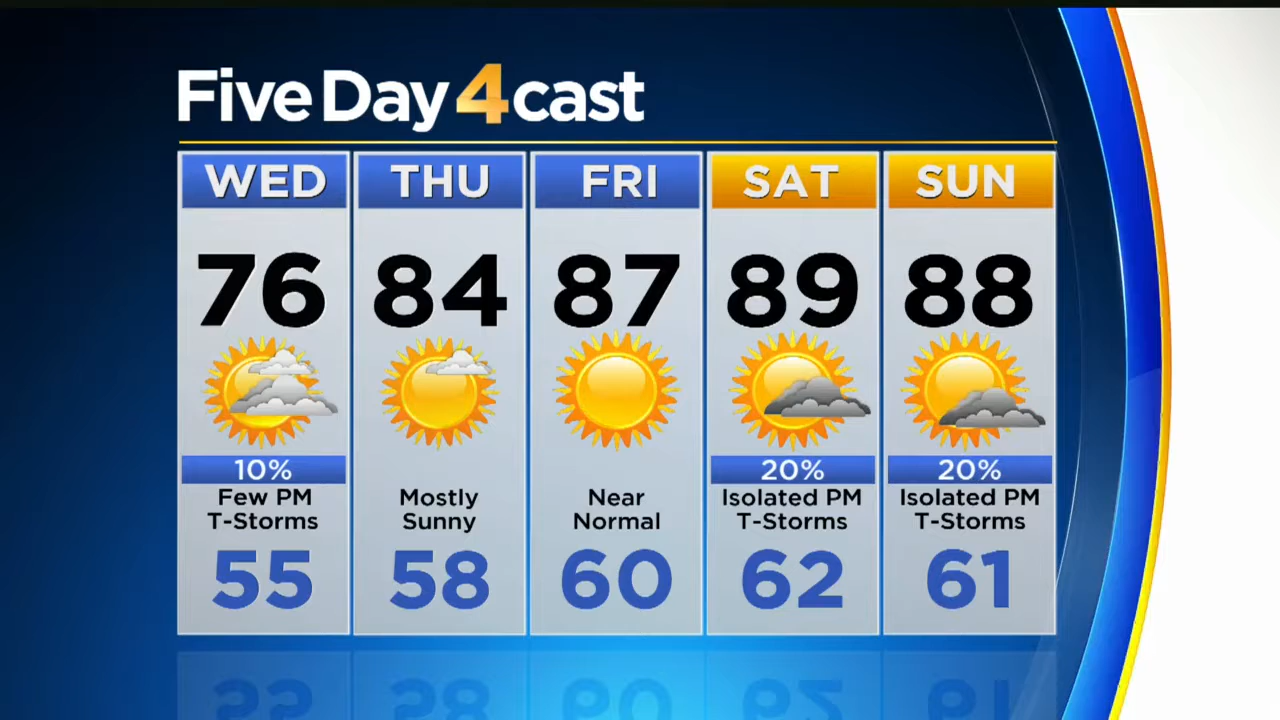 Five Day 4cast
WED THU FRI SAT SUN
76 84 87 89 88
10% 20% 20%
Few PM Mostly Near Isolated PM Isolated PM
T-Storms Sunny Normal T-Storms T-Storms
55 58 60 62 61